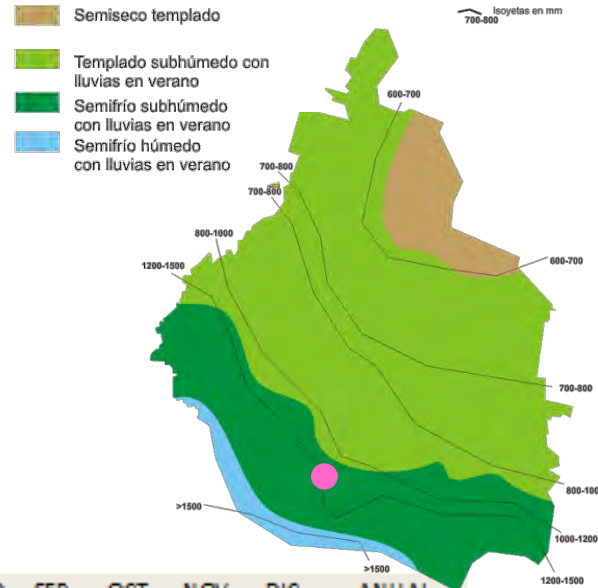 Semiseco templado
Templado subhúmedo con
lluvias en verano
Semifrío subhúmedo
con lluvias en verano
Semifrío húmedo
con lluvias en verano
Isoyetas en mm
700-800
600-700
700-800
700-800
800-1000
1200-1500
600-700
700-800
800-100
>1500
1000-1200
>1500
1200-1500